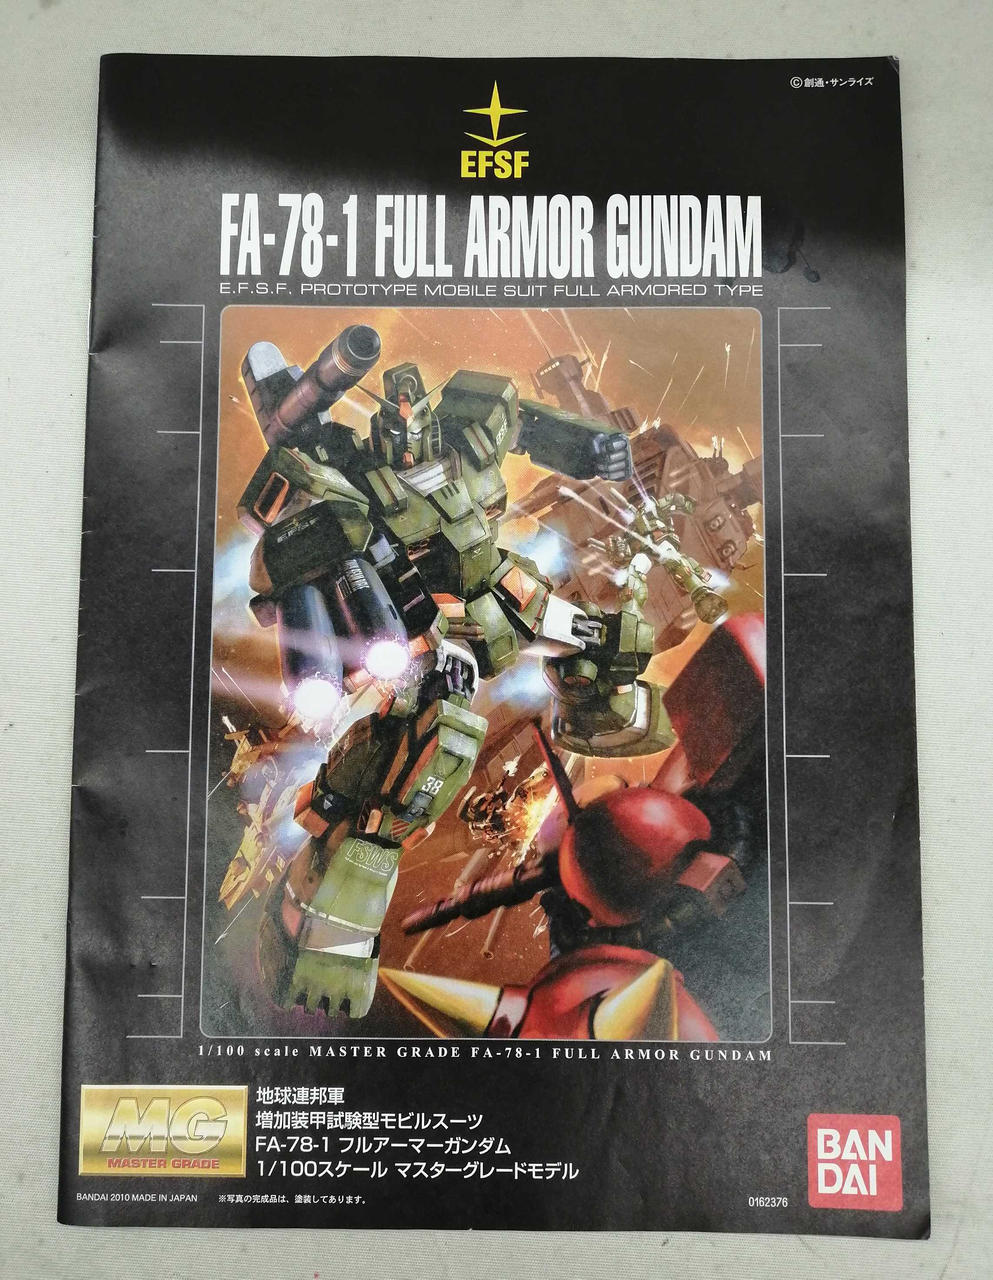 ©創通・サンライズ
EFSF
FA-78-1 FULL ARMOR GUNDAM
E.F.S.F. PROTOTYPE MOBILE SUIT FULL ARMORED TYPE
38
FSWS
1/100 scale MASTER GRADE FA-78-1 FULL ARMOR GUNDAM
MG
MASTER GRADE
地球連邦軍
増加装甲試験型モビルスーツ
FA-78-1 フルアーマーガンダム
1/100スケール マスターグレードモデル
BANDAI 2010 MADE IN JAPAN ※写真の完成品は、塗装してあります。
0162376
BAN
DAI